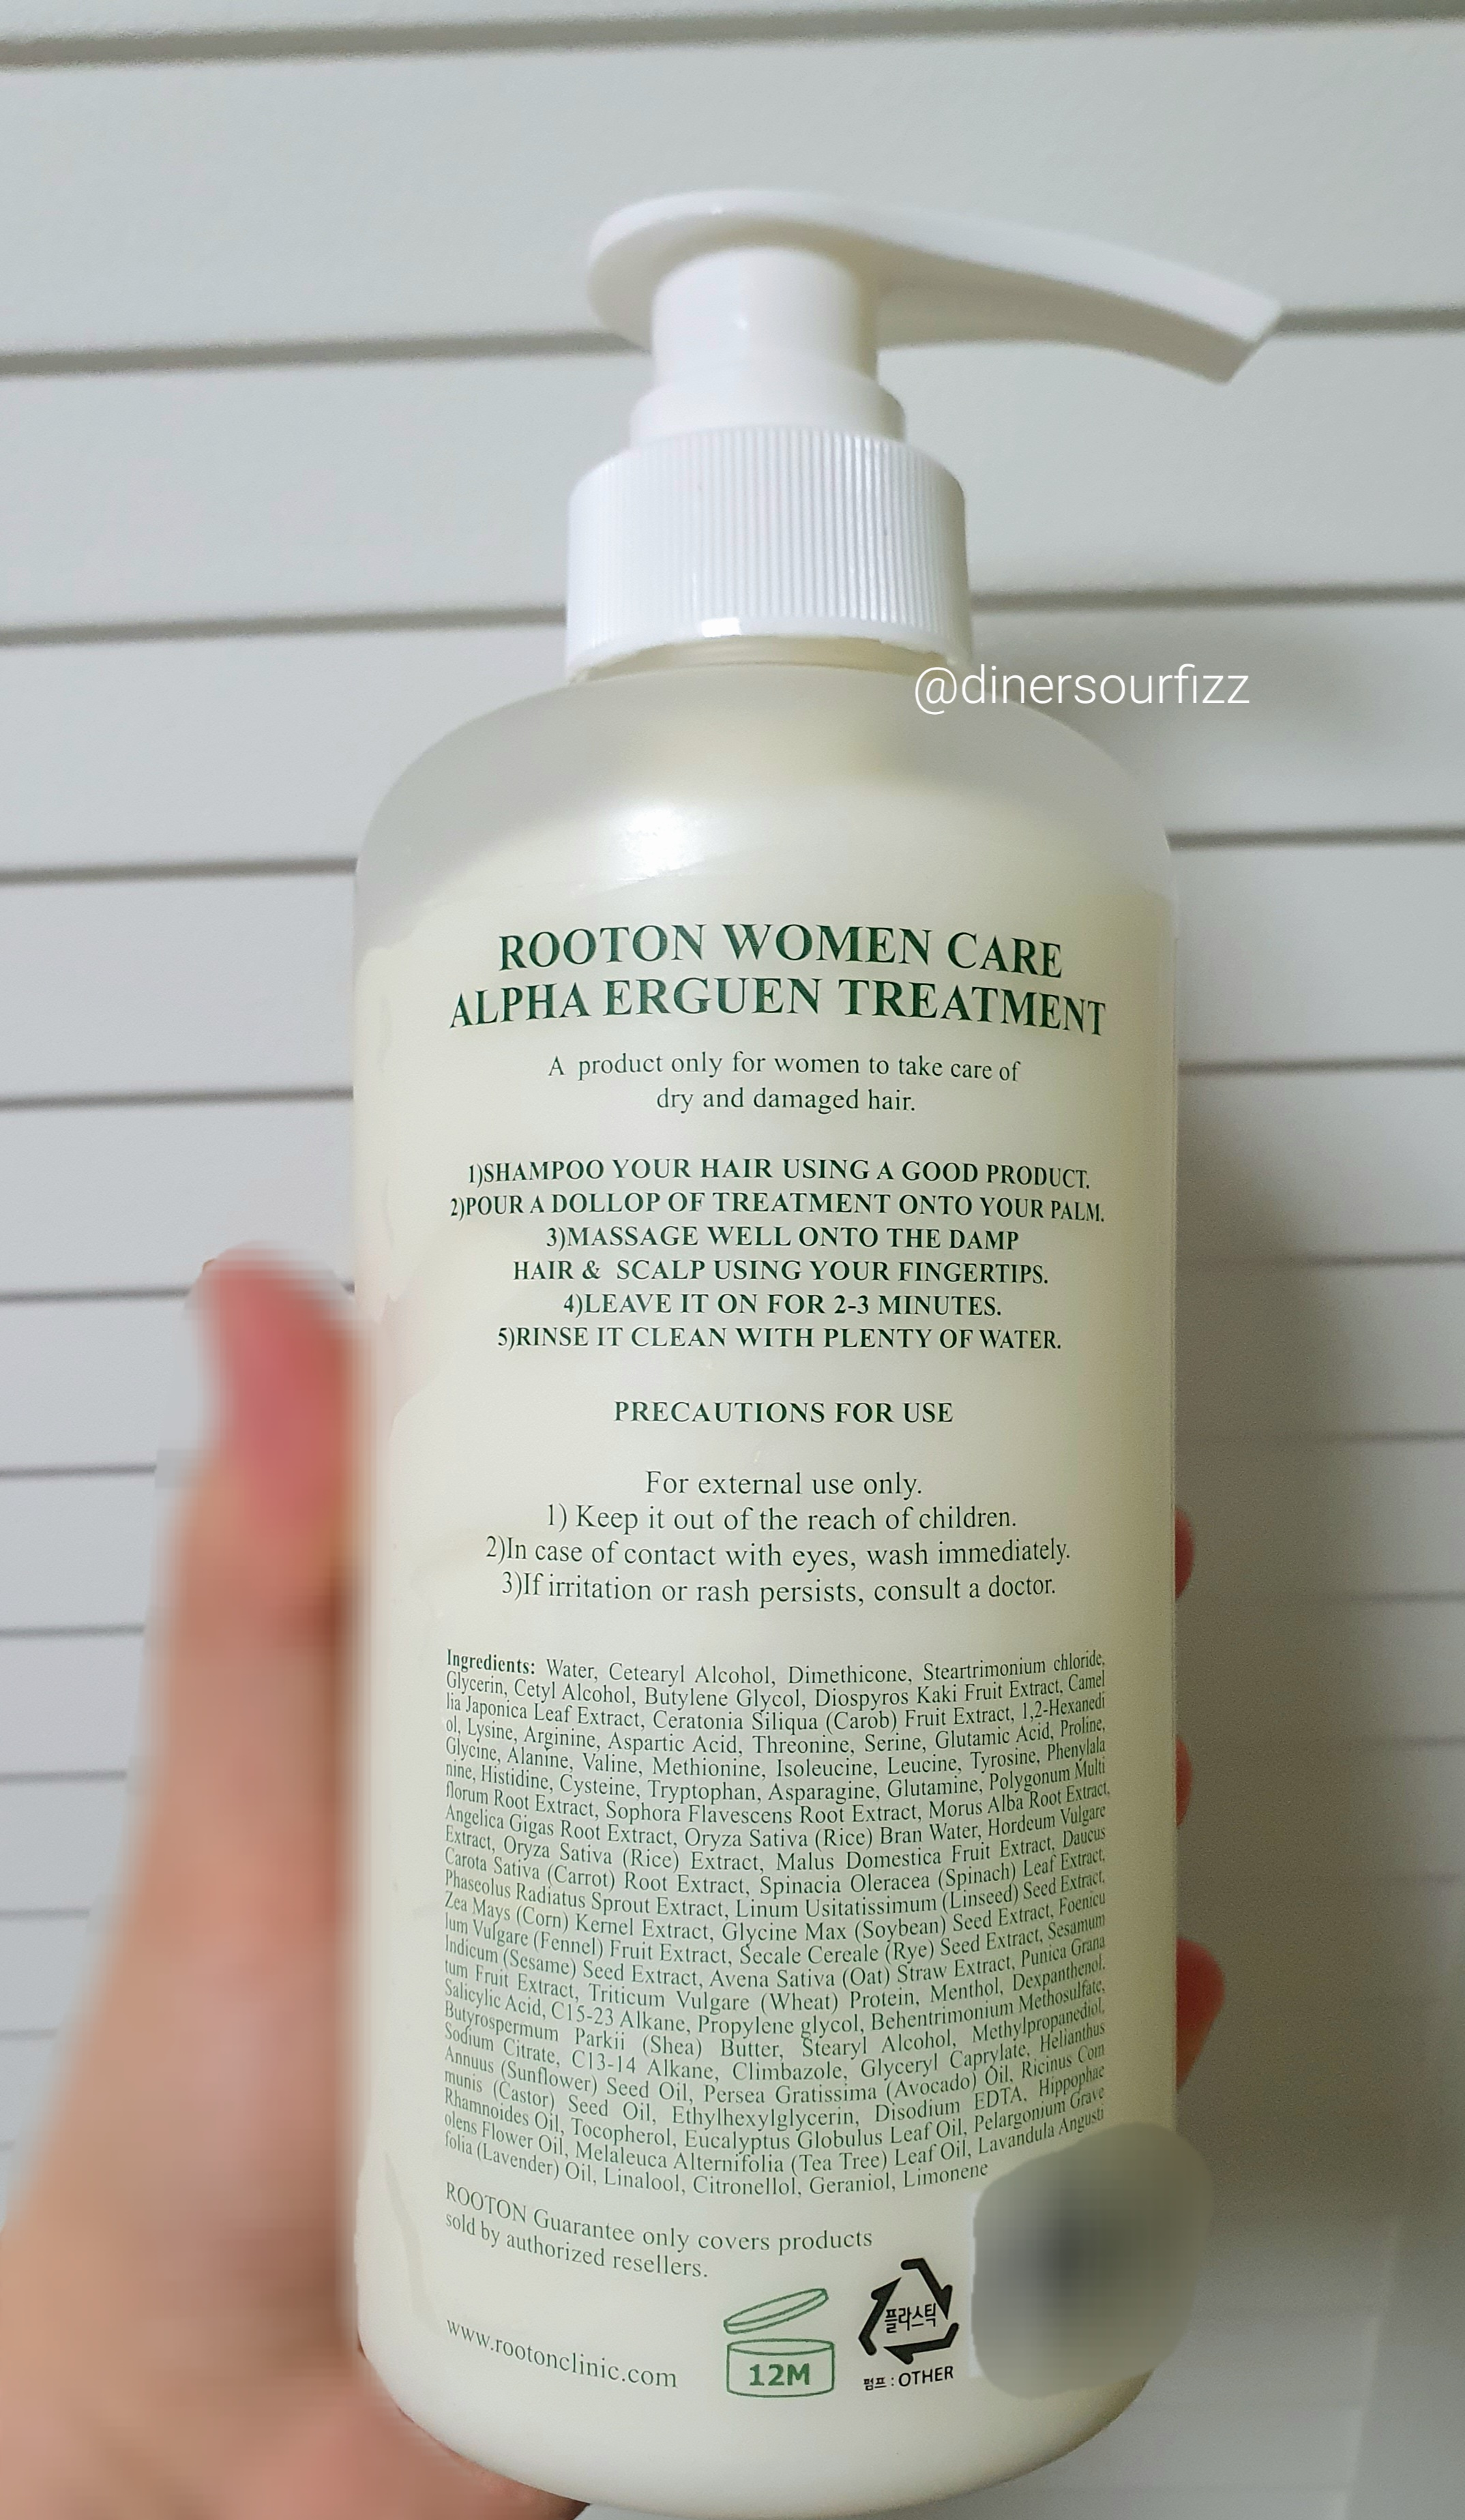 @dinersourfizz
ROOTON WOMEN CARE
ALPHA ERGUEN TREATMENT
A product only for women to take care of
dry and damaged hair.
1)SHAMPOO YOUR HAIR USING A GOOD PRODUCT.
2)POUR A DOLLOP OF TREATMENT ONTO YOUR PALM.
3)MASSAGE WELL ONTO THE DAMP
HAIR & SCALP USING YOUR FINGERTIPS.
4)LEAVE IT ON FOR 2-3 MINUTES.
5)RINSE IT CLEAN WITH PLENTY OF WATER.
PRECAUTIONS FOR USE
For external use only.
1) Keep it out of the reach of children.
2)In case of contact with eyes, wash immediately.
3)If irritation or rash persists, consult a doctor.
Ingredients: Water, Cetearyl Alcohol, Dimethicone, Steartrimonium chloride,
Glycerin, Cetyl Alcohol, Butylene Glycol, Diospyros Kaki Fruit Extract, Camel
lia Japonica Leaf Extract, Ceratonia Siliqua (Carob) Fruit Extract, 1,2-Hexanedi
ol, Lysine, Arginine, Aspartic Acid, Threonine, Serine, Glutamic Acid, Proline,
Glycine, Alanine, Valine, Methionine, Isoleucine, Leucine, Tyrosine, Phenylala
nine, Histidine, Cysteine, Tryptophan, Asparagine, Glutamine, Polygonum Multi
florum Root Extract, Sophora Flavescens Root Extract, Morus Alba Root Extract,
Angelica Gigas Root Extract, Oryza Sativa (Rice) Bran Water, Hordeum Vulgare
Extract, Oryza Sativa (Rice) Extract, Malus Domestica Fruit Extract, Daucus
Carota Sativa (Carrot) Root Extract, Spinacia Oleracea (Spinach) Leaf Extract,
Phaseolus Radiatus Sprout Extract, Linum Usitatissimum (Linseed) Seed Extract,
Zea Mays (Corn) Kernel Extract, Glycine Max (Soybean) Seed Extract, Foenicu
lum Vulgare (Fennel) Fruit Extract, Secale Cereale (Rye) Seed Extract, Sesamum
Indicum (Sesame) Seed Extract, Avena Sativa (Oat) Straw Extract, Punica Grana
tum Fruit Extract, Triticum Vulgare (Wheat) Protein, Menthol, Dexpanthenol.
Salicylic Acid, C15-23 Alkane, Propylene glycol, Behentrimonium Methosulfate,
Butyrospermum Parkii (Shea) Butter, Stearyl Alcohol, Methylpropanediol,
Sodium Citrate, C13-14 Alkane, Climbazole, Glyceryl Caprylate, Helianthus
Annuus (Sunflower) Seed Oil, Persea Gratissima (Avocado) Oil, Ricinus Com
munis (Castor) Seed Oil, Ethylhexylglycerin, Disodium EDTA, Hippophae
Rhamnoides Oil, Tocopherol, Eucalyptus Globulus Leaf Oil, Pelargonium Grave
olens Flower Oil, Melaleuca Alternifolia (Tea Tree) Leaf Oil, Lavandula Angusti
folia (Lavender) Oil, Linalool, Citronellol, Geraniol, Limonene
ROOTON Guarantee only covers products
sold by authorized resellers.
www.rootonclinic.com
12M
플라스틱
펌프 : OTHER